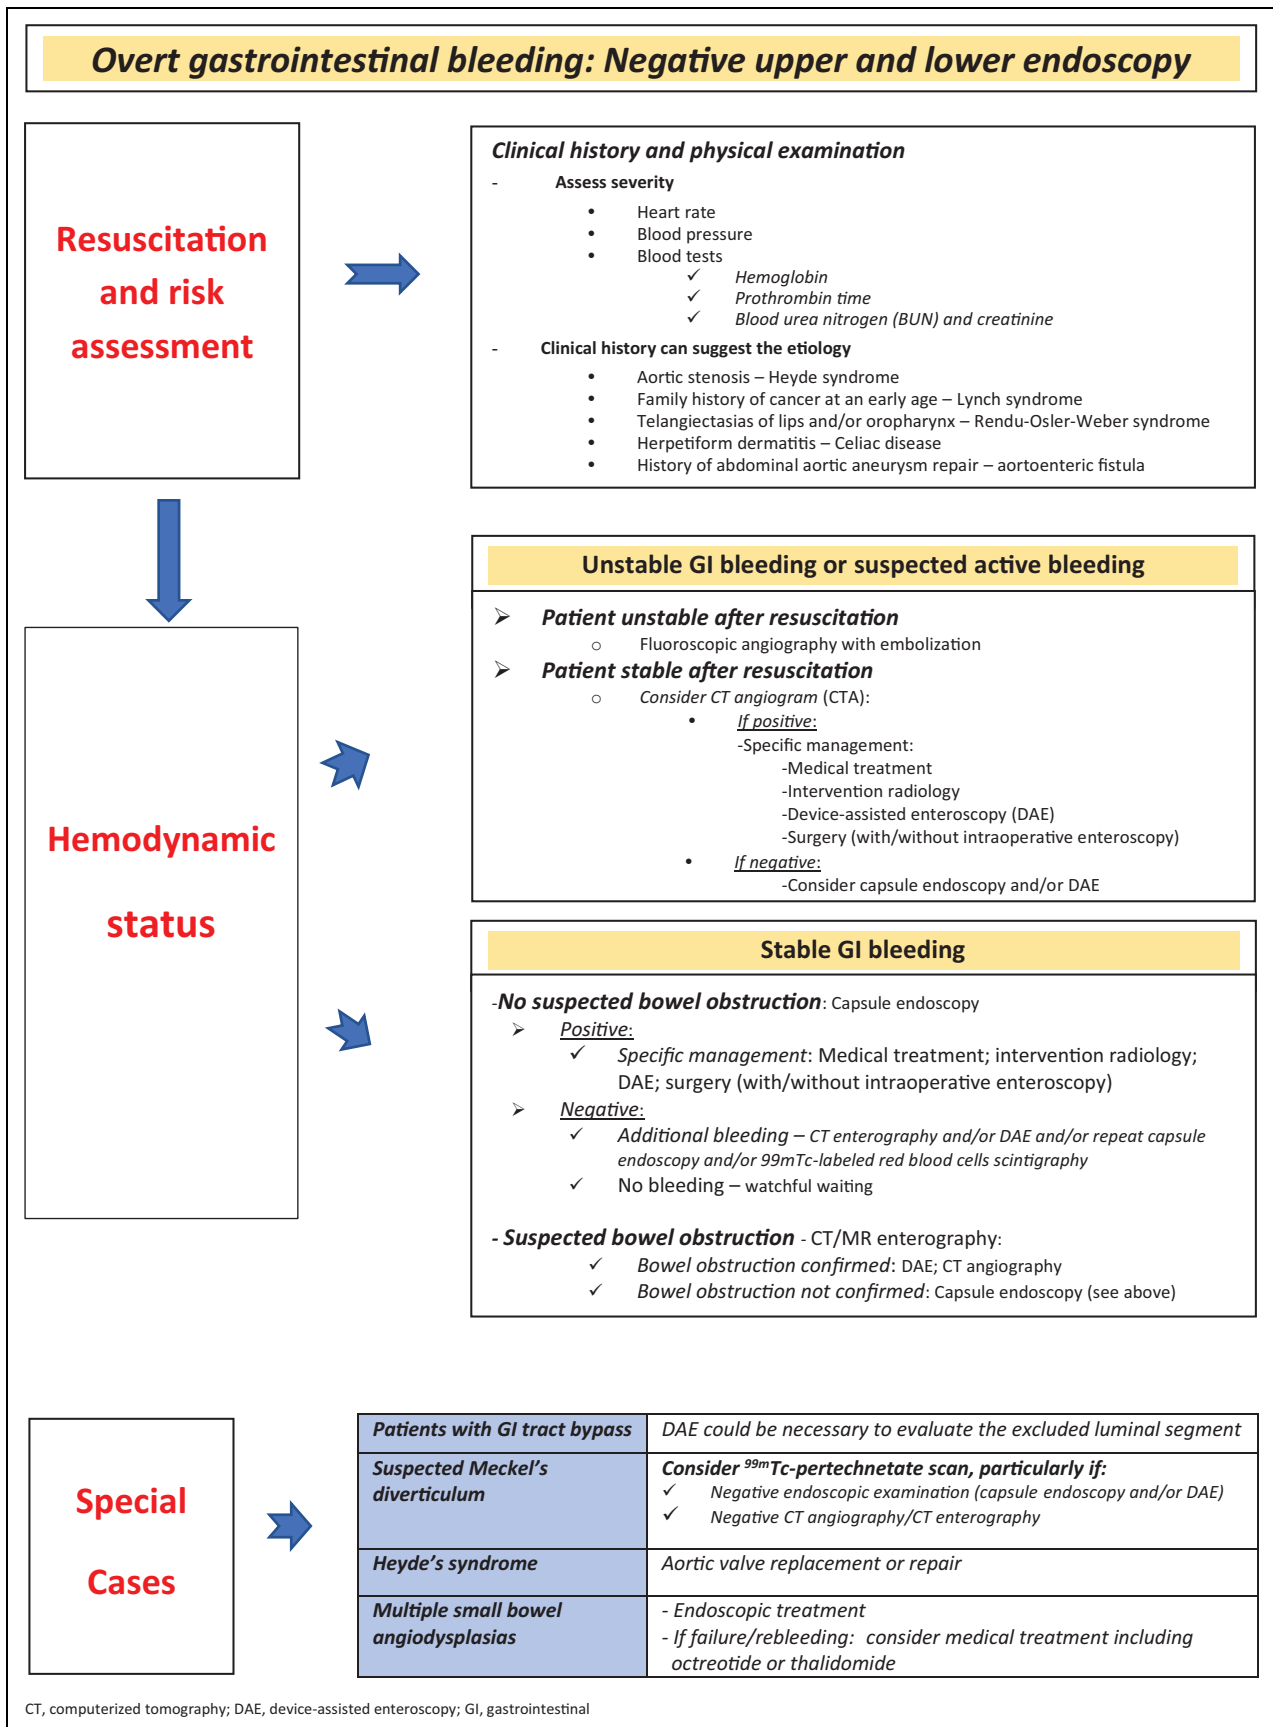 Overt gastrointestinal bleeding: Negative upper and lower endoscopy
Resuscitation
and risk
assessment
Clinical history and physical examination
- Assess severity
• Heart rate
• Blood pressure
• Blood tests
✓ Hemoglobin
✓ Prothrombin time
✓ Blood urea nitrogen (BUN) and creatinine
- Clinical history can suggest the etiology
• Aortic stenosis – Heyde syndrome
• Family history of cancer at an early age – Lynch syndrome
• Telangiectasias of lips and/or oropharynx – Rendu-Osler-Weber syndrome
• Herpetiform dermatitis – Celiac disease
• History of abdominal aortic aneurysm repair – aortoenteric fistula
Hemodynamic
status
Unstable GI bleeding or suspected active bleeding
➢ Patient unstable after resuscitation
o Fluoroscopic angiography with embolization
➢ Patient stable after resuscitation
o Consider CT angiogram (CTA):
• If positive:
-Specific management:
-Medical treatment
-Intervention radiology
-Device-assisted enteroscopy (DAE)
-Surgery (with/without intraoperative enteroscopy)
• If negative:
-Consider capsule endoscopy and/or DAE
Stable GI bleeding
-No suspected bowel obstruction: Capsule endoscopy
➢ Positive:
✓ Specific management: Medical treatment; intervention radiology;
DAE; surgery (with/without intraoperative enteroscopy)
➢ Negative:
✓ Additional bleeding – CT enterography and/or DAE and/or repeat capsule
endoscopy and/or 99mTc-labeled red blood cells scintigraphy
✓ No bleeding – watchful waiting
- Suspected bowel obstruction - CT/MR enterography:
✓ Bowel obstruction confirmed: DAE; CT angiography
✓ Bowel obstruction not confirmed: Capsule endoscopy (see above)
Special
Cases
Patients with GI tract bypass
DAE could be necessary to evaluate the excluded luminal segment
Suspected Meckel's
diverticulum
Consider 99mTc-pertechnetate scan, particularly if:
✓ Negative endoscopic examination (capsule endoscopy and/or DAE)
✓ Negative CT angiography/CT enterography
Heyde's syndrome
Aortic valve replacement or repair
Multiple small bowel
angiodysplasias
- Endoscopic treatment
- If failure/rebleeding: consider medical treatment including
octreotide or thalidomide
CT, computerized tomography; DAE, device-assisted enteroscopy; GI, gastrointestinal